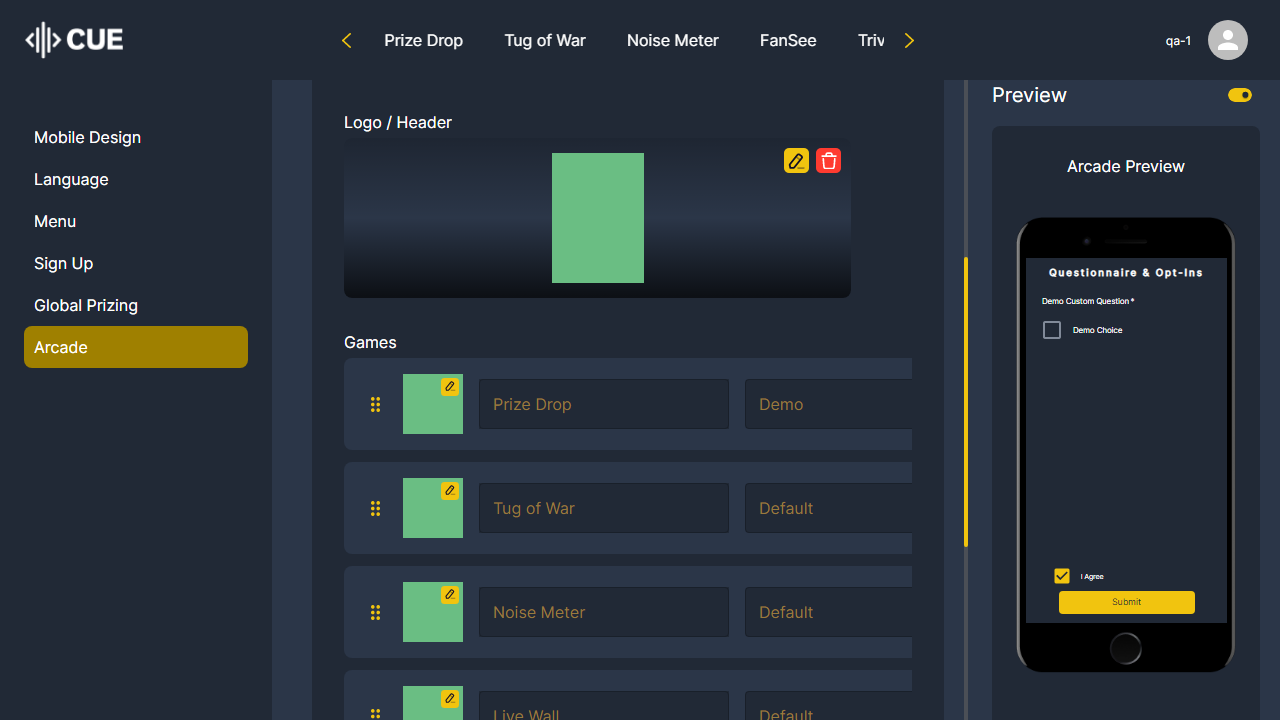 CUE
Prize Drop
Tug of War
Noise Meter
FanSee
Triv
qa-1
Mobile Design
Language
Menu
Sign Up
Global Prizing
Arcade
Logo / Header
Games
Prize Drop
Demo
Tug of War
Default
Noise Meter
Default
Live Wall
Default
Preview
Arcade Preview
Questionnaire & Opt-Ins
Demo Custom Question *
Demo Choice
I Agree
Submit